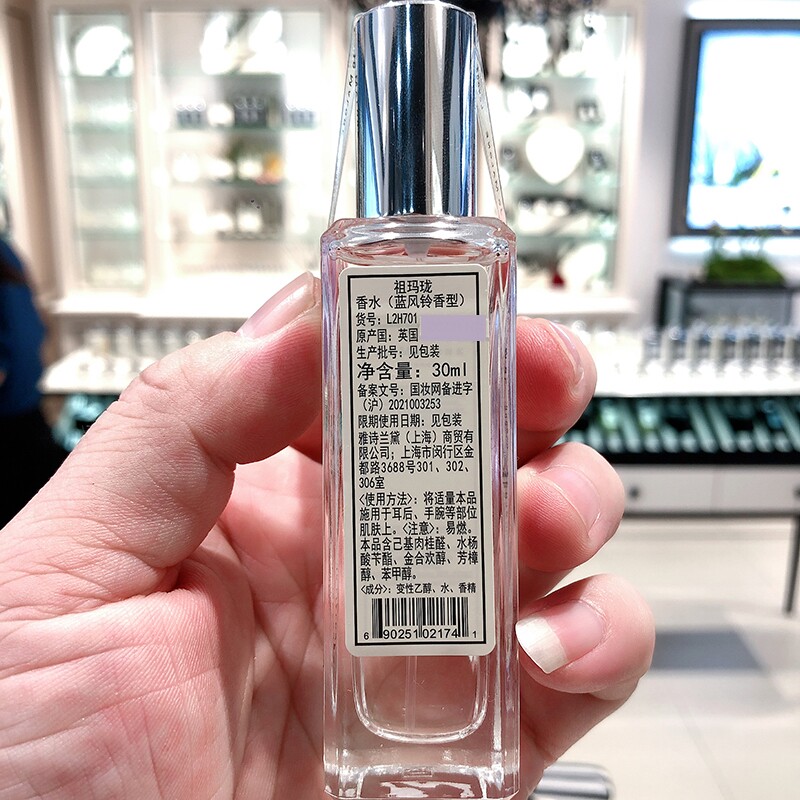 祖玛珑
香水（蓝风铃香型）
货号：L2H701
原产国：英国
生产批号：见包装
净含量：30ml
备案文号：国妆网备进字
（沪）2021003253
限期使用日期：见包装
雅诗兰黛（上海）商贸有
限公司；上海市闵行区金
都路3688号301、302、
306室
〈使用方法〉：将适量本品
施用于耳后、手腕等部位
肌肤上。〈注意〉：易燃。
本品含己基肉桂醛、水杨
酸苄酯、金合欢醇、芳樟
醇、苯甲醇。
〈成分〉：变性乙醇、水、香精
6 90251 02174 1